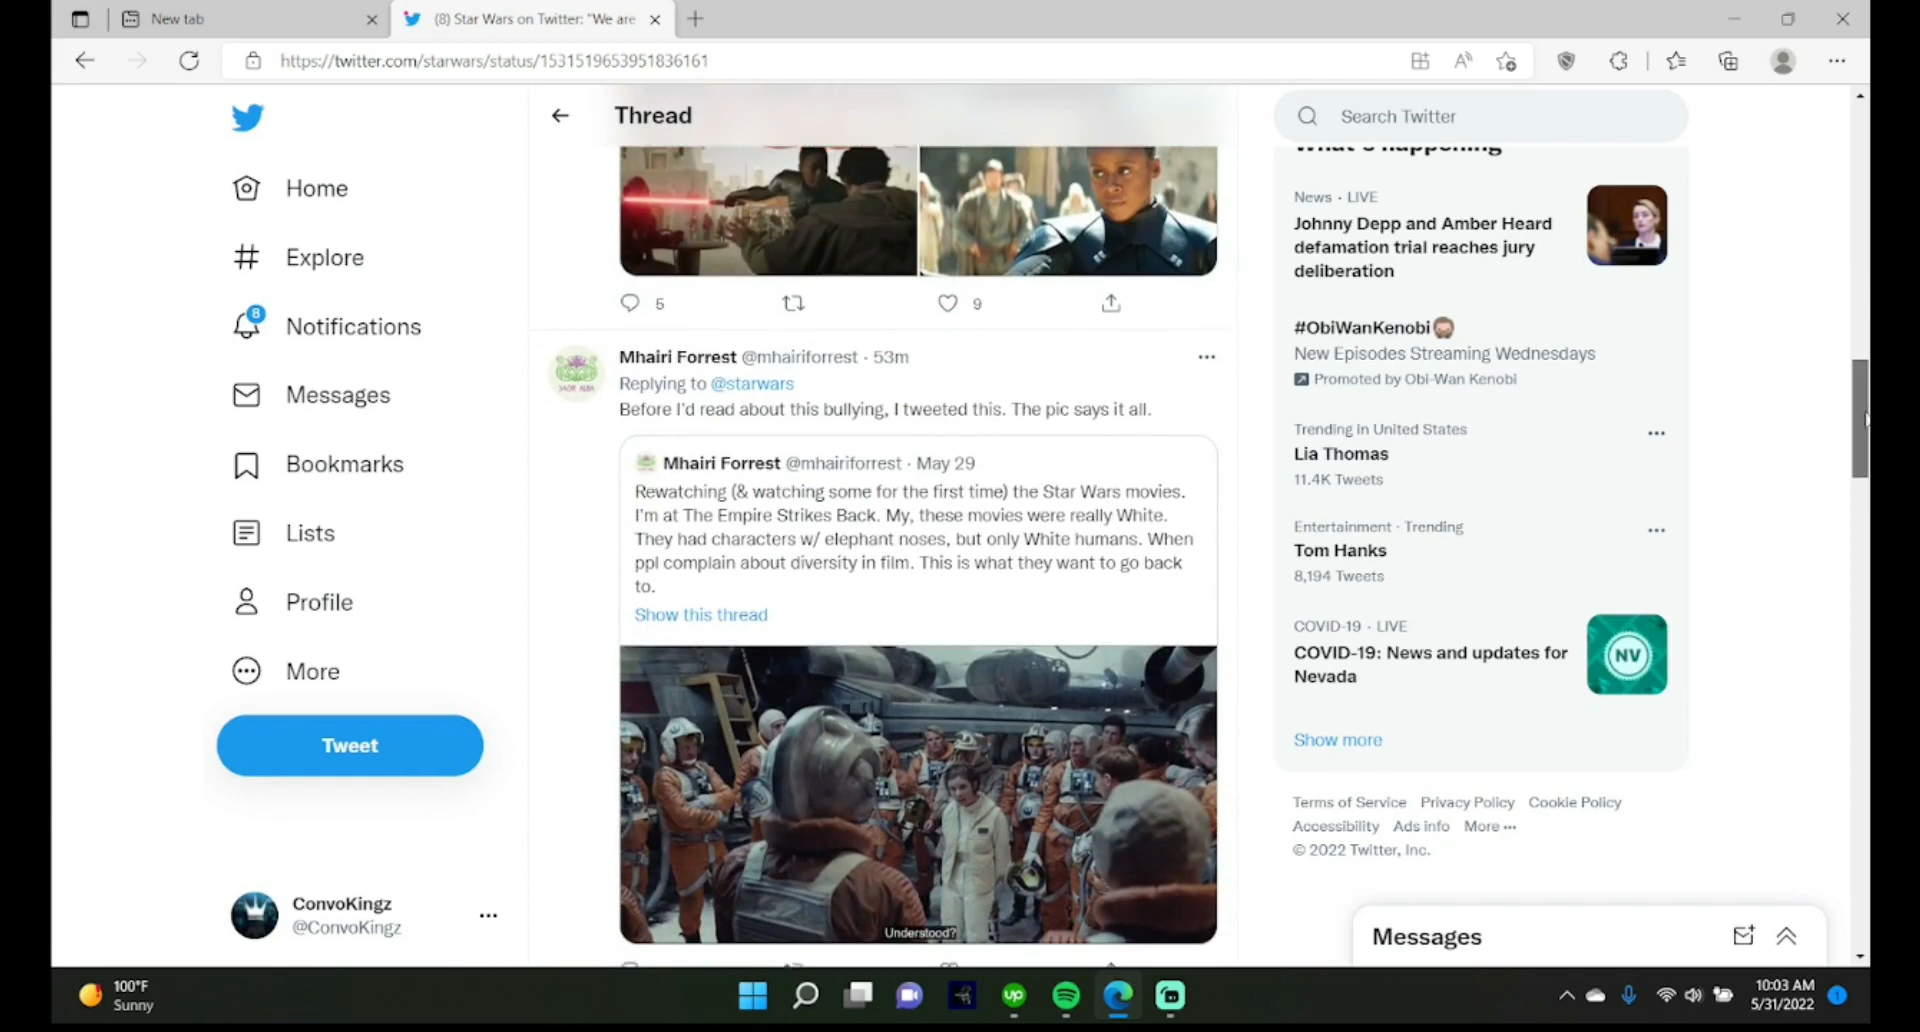 New tab
(8) Star Wars on Twitter: "We are
https://twitter.com/starwars/status/1531519653951836161
Thread
Search Twitter
Home
Explore
8
Notifications
Messages
Bookmarks
Lists
Profile
More
Tweet
ConvoKingz
@ConvoKingz
5
9
Mhairi Forrest @mhairiforrest · 53m
Replying to @starwars
Before I'd read about this bullying, I tweeted this. The pic says it all.
Mhairi Forrest @mhairiforrest · May 29
Rewatching (& watching some for the first time) the Star Wars movies.
I'm at The Empire Strikes Back. My, these movies were really White.
They had characters w/ elephant noses, but only White humans. When
ppl complain about diversity in film. This is what they want to go back
to.
Show this thread
Understood?
What's happening
News · LIVE
Johnny Depp and Amber Heard
defamation trial reaches jury
deliberation
#ObiWanKenobi
New Episodes Streaming Wednesdays
Promoted by Obi-Wan Kenobi
Trending in United States
Lia Thomas
11.4K Tweets
Entertainment · Trending
Tom Hanks
8,194 Tweets
COVID-19 · LIVE
COVID-19: News and updates for
Nevada
NV
Show more
Terms of Service Privacy Policy Cookie Policy
Accessibility Ads info More ···
© 2022 Twitter, Inc.
Messages
100°F
Sunny
up
10:03 AM
5/31/2022
1